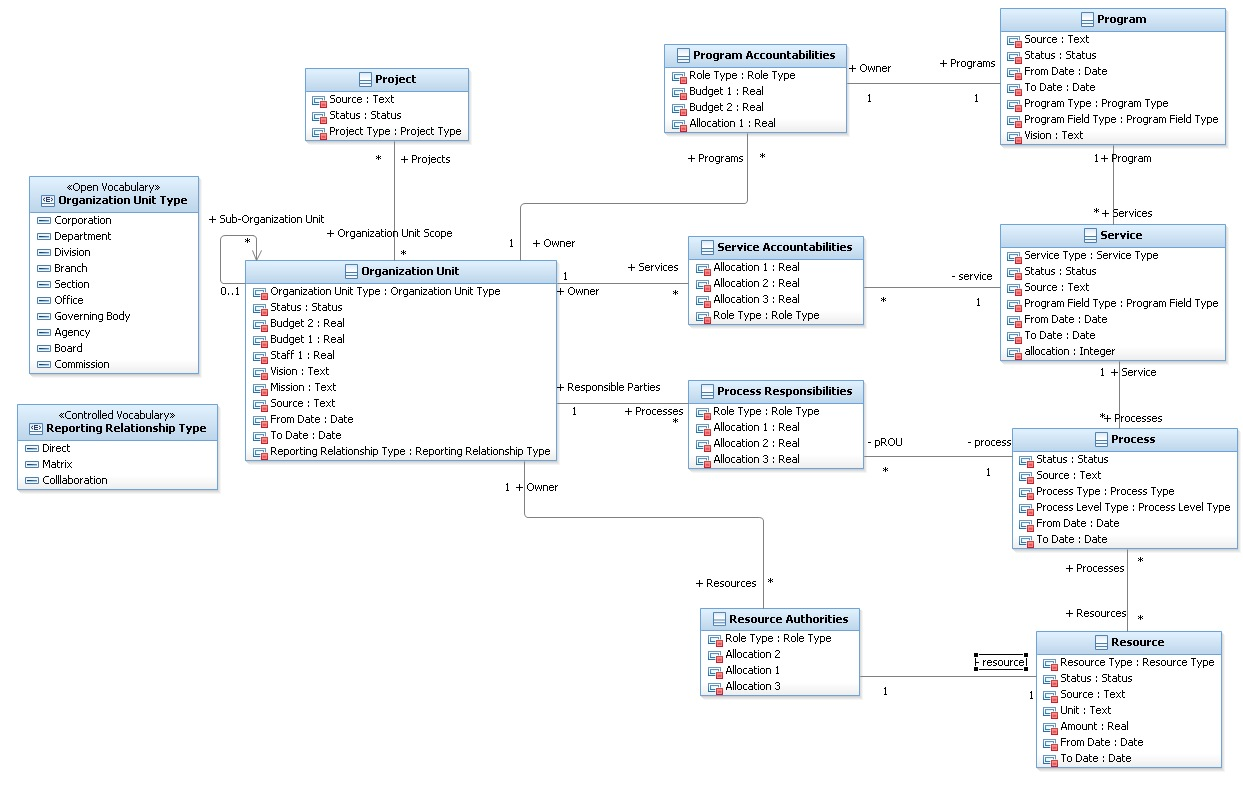 Program
Source : Text
Status : Status
From Date : Date
To Date : Date
Program Type : Program Type
Program Field Type : Program Field Type
Vision : Text
Program Accountabilities
Role Type : Role Type
Budget 1 : Real
Budget 2 : Real
Allocation 1 : Real
+ Owner
+ Programs
1
1
Project
Source : Text
Status : Status
Project Type : Project Type
*
+ Projects
+ Programs
*
1+ Program
«Open Vocabulary»
Organization Unit Type
Corporation
Department
Division
Branch
Section
Office
Governing Body
Agency
Board
Commission
+ Sub-Organization Unit
*
0..1
+ Organization Unit Scope
*
1
+ Owner
*+ Services
Service Accountabilities
Allocation 1 : Real
Allocation 2 : Real
Allocation 3 : Real
Role Type : Role Type
Service
Service Type : Service Type
Status : Status
Source : Text
Program Field Type : Program Field Type
From Date : Date
To Date : Date
allocation : Integer
1
+ Owner
+ Services
*
- service
*
1
Organization Unit
Organization Unit Type : Organization Unit Type
Status : Status
Budget 2 : Real
Budget 1 : Real
Staff 1 : Real
Vision : Text
Mission : Text
Source : Text
From Date : Date
To Date : Date
Reporting Relationship Type : Reporting Relationship Type
«Controlled Vocabulary»
Reporting Relationship Type
Direct
Matrix
Colllaboration
+ Responsible Parties
1
+ Processes
*
Process Responsibilities
Role Type : Role Type
Allocation 1 : Real
Allocation 2 : Real
Allocation 3 : Real
1 + Service
*+ Processes
- pROU
- process
*
1
Process
Status : Status
Source : Text
Process Type : Process Type
Process Level Type : Process Level Type
From Date : Date
To Date : Date
1 + Owner
+ Processes
*
+ Resources
*
+ Resources
*
Resource Authorities
Role Type : Role Type
Allocation 2
Allocation 1
Allocation 3
- resource
1
1
Resource
Resource Type : Resource Type
Status : Status
Source : Text
Unit : Text
Amount : Real
From Date : Date
To Date : Date